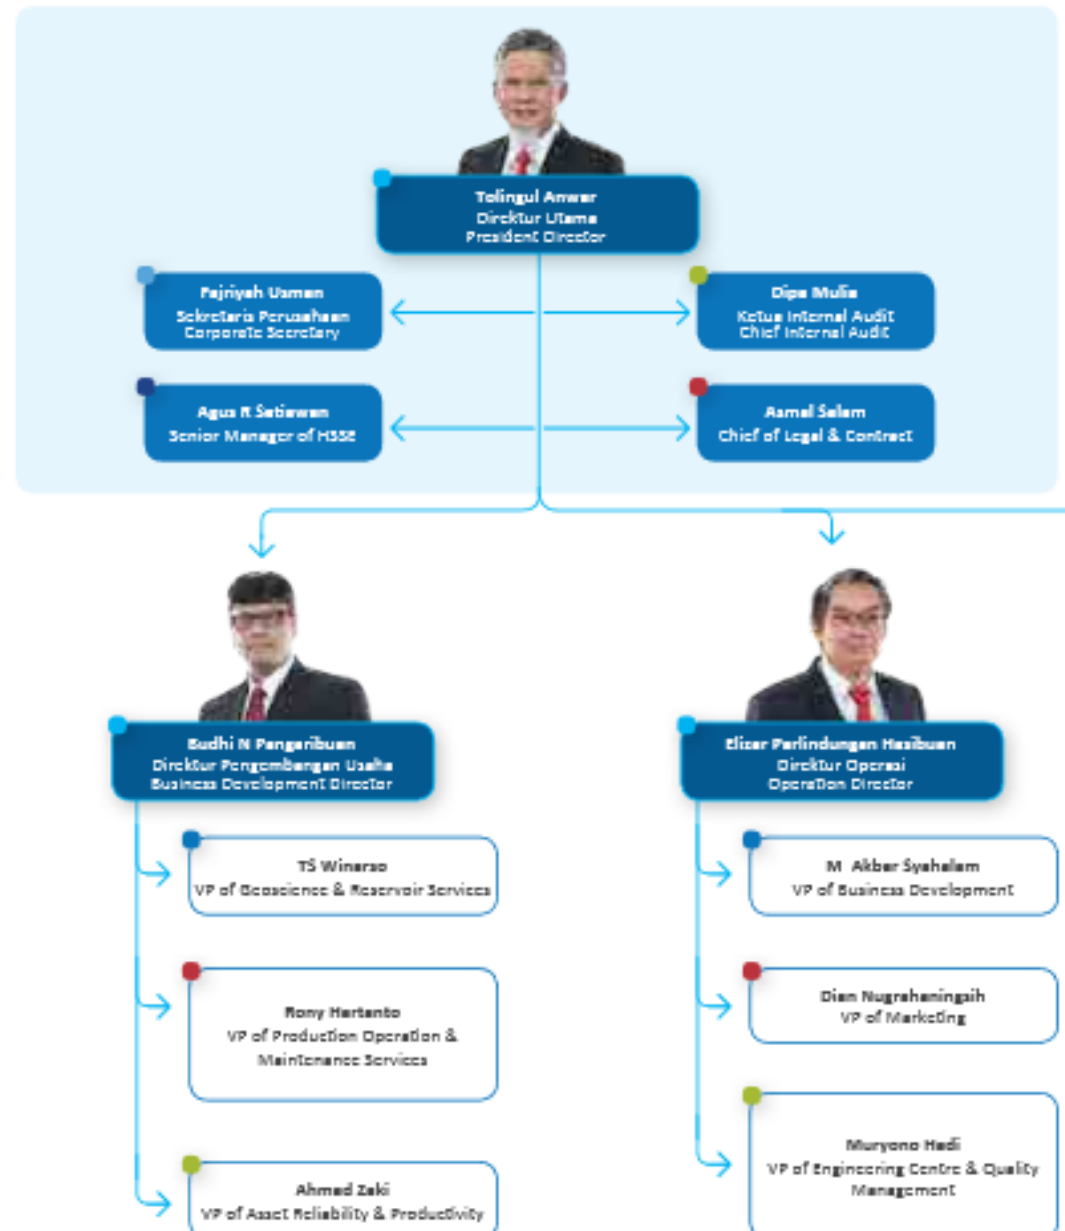 Tolingul Anwar
Direktur Utama
President Director
Fajriyah Usman
Sekretaris Perusahaan
Corporate Secretary
Dipa Mulia
Ketua Internal Audit
Chief Internal Audit
Agus R Setiawan
Senior Manager of HSSE
Asmal Salam
Chief of Legal & Contract
Budhi N Pangaribuan
Direktur Pengembangan Usaha
Business Development Director
Elizar Parlindungan Hasibuan
Direktur Operasi
Operation Director
TS Winarso
VP of Geoscience & Reservoir Services
M Akbar Syahalam
VP of Business Development
Rony Hartanto
VP of Production Operation &
Maintenance Services
Dian Nugrahaningsih
VP of Marketing
Muryono Hadi
VP of Engineering Centre & Quality
Management
Ahmad Zaki
VP of Asset Reliability & Productivity